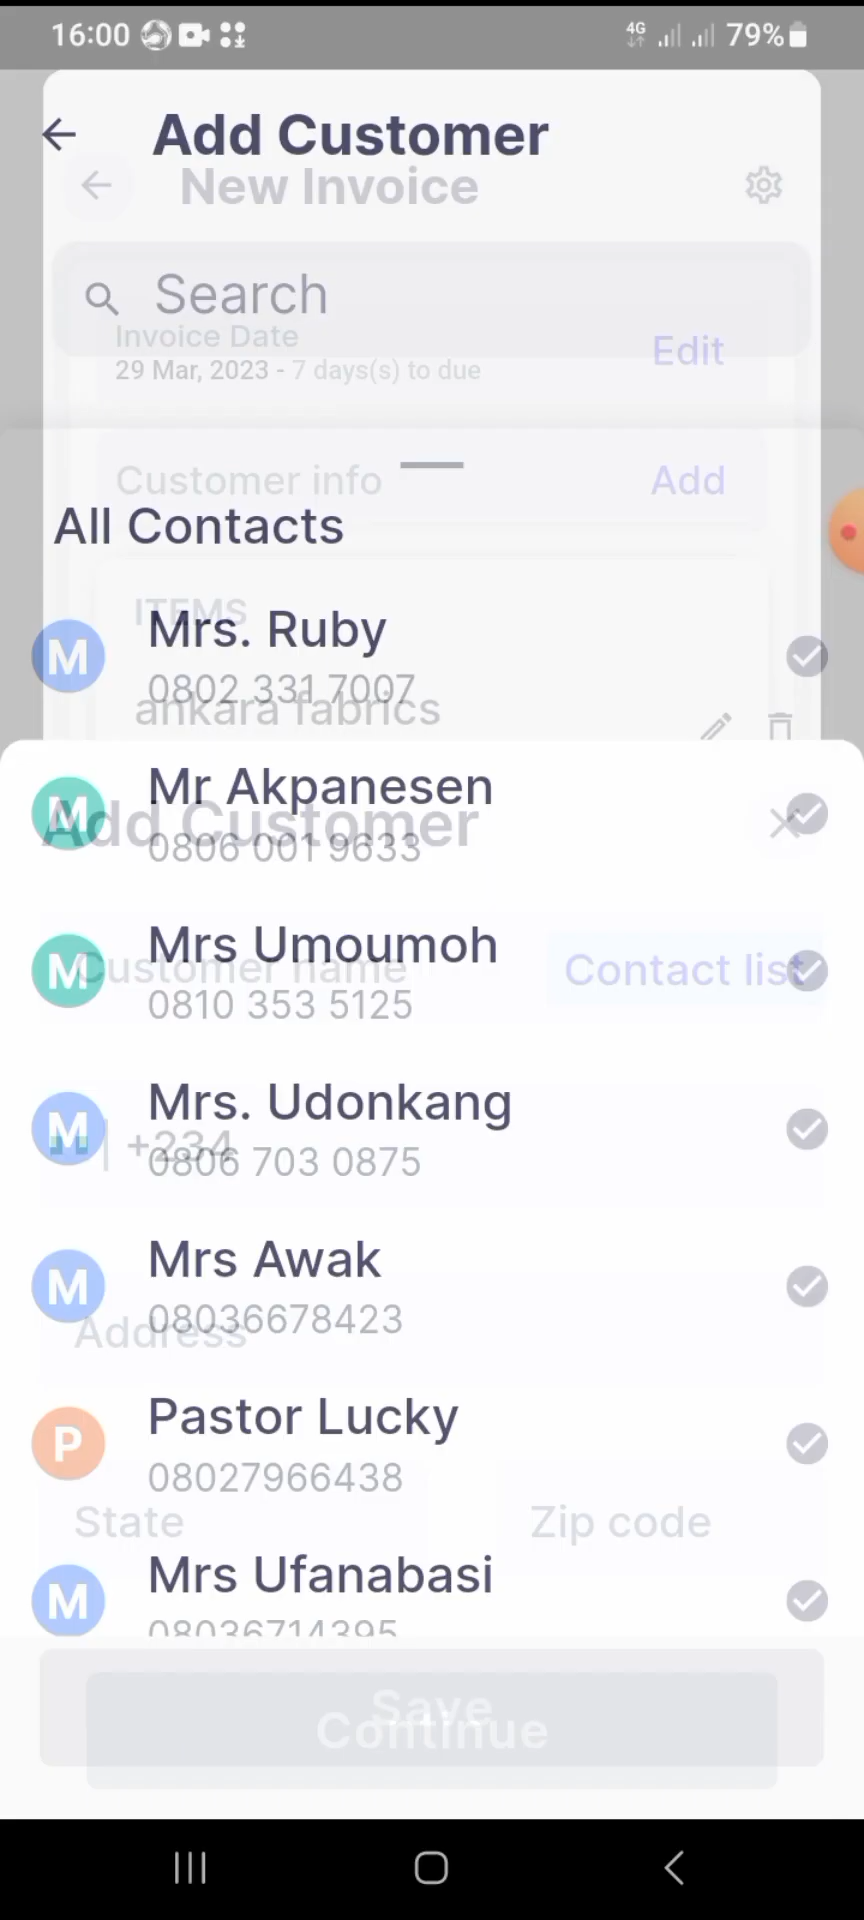 16:00 4G 79%
Add Customer
New Invoice
Search
Invoice Date
Edit
29 Mar, 2023 - 7 days(s) to due
Customer info
Add
All Contacts
ITEMS
M Mrs. Ruby
0802 331 7007
ankara fabrics
M Mr Akpanesen
Add Customer
0806 001 9633
M Mrs Umoumoh
Customer name
Contact list
0810 353 5125
M Mrs. Udonkang
+234
0806 703 0875
M Mrs Awak
08036678423
Address
P Pastor Lucky
08027966438
State
Zip code
M Mrs Ufanabasi
08036714395
Save
Continue